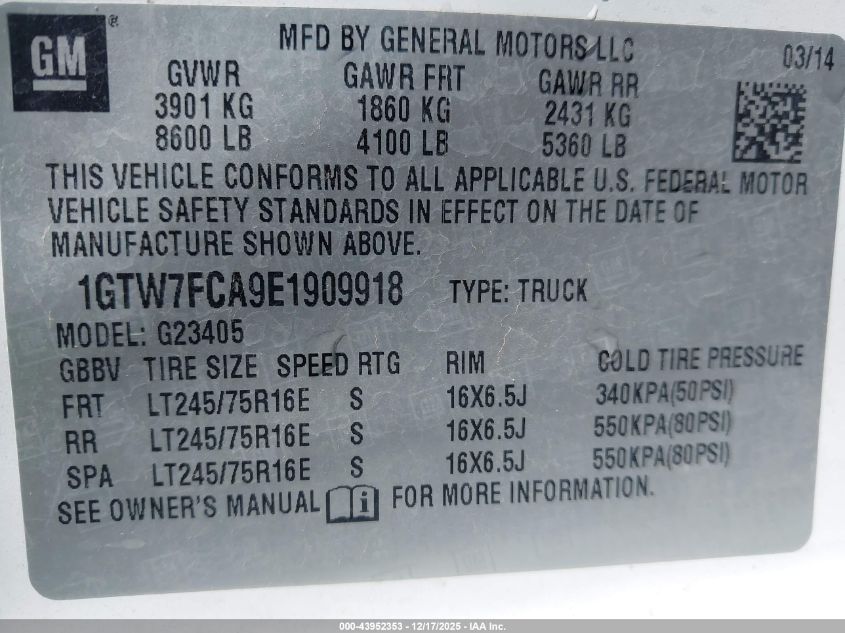 GM ®
MFD BY GENERAL MOTORS LLC
03/14
GVWR GAWR FRT GAWR RR
3901 KG 1860 KG 2431 KG
8600 LB 4100 LB 5360 LB
THIS VEHICLE CONFORMS TO ALL APPLICABLE U.S. FEDERAL MOTOR
VEHICLE SAFETY STANDARDS IN EFFECT ON THE DATE OF
MANUFACTURE SHOWN ABOVE.
1GTW7FCA9E1909918 TYPE: TRUCK
MODEL: G23405
GBBV TIRE SIZE SPEED RTG RIM COLD TIRE PRESSURE
FRT LT245/75R16E S 16X6.5J 340KPA(50PSI)
RR LT245/75R16E S 16X6.5J 550KPA(80PSI)
SPA LT245/75R16E S 16X6.5J 550KPA(80PSI)
SEE OWNER'S MANUAL i FOR MORE INFORMATION.
000-43952353 - 12/17/2025 - IAA Inc.